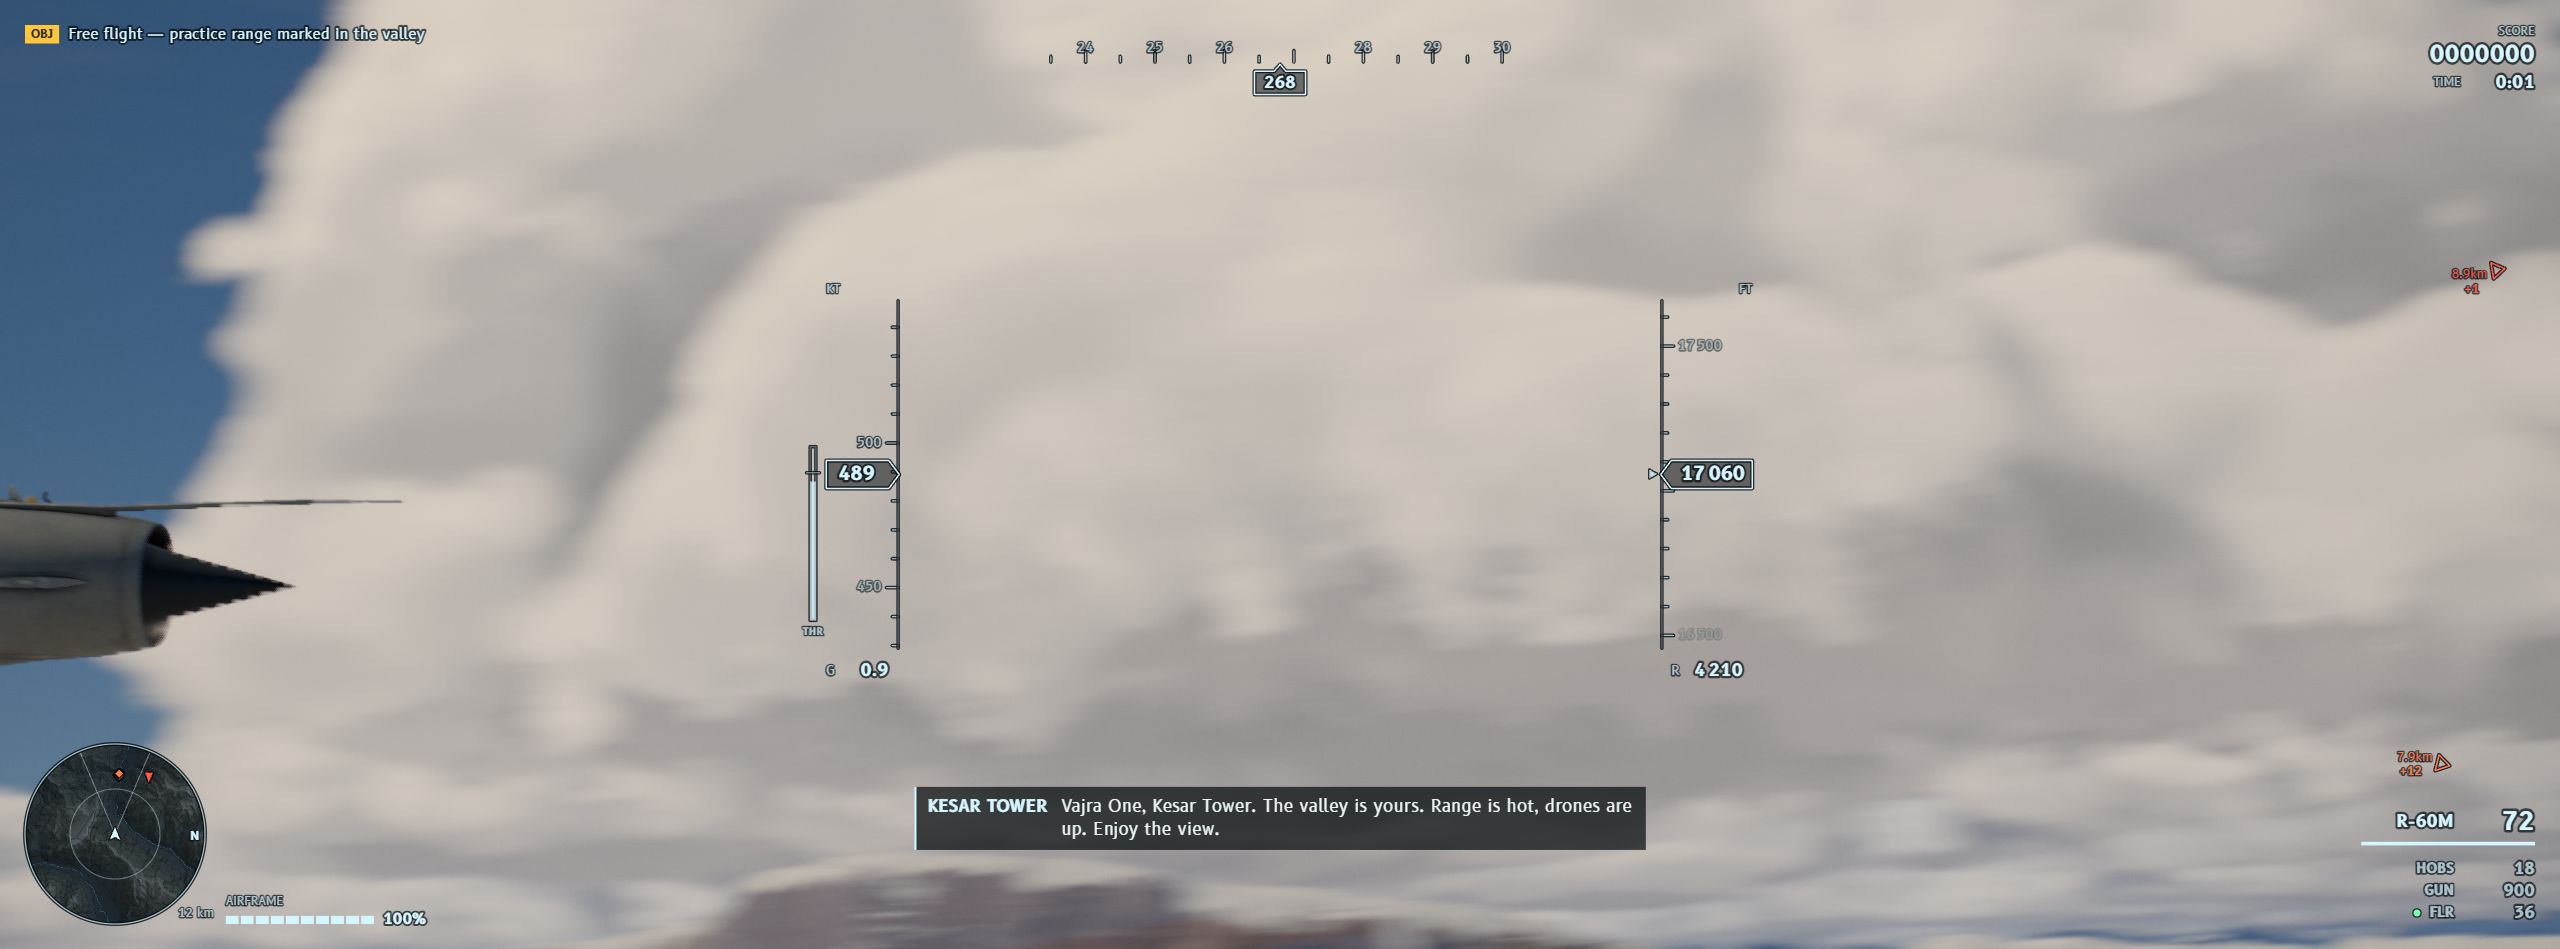 OBJ Free flight — practice range marked in the valley
24 25 26 28 29 30
268
SCORE
0000000
TIME 0:01
8.9km
+1
KT
500
489
450
THR
G 0.9
FT
17 500
17 060
16 500
R 4 210
7.9km
+12
KESAR TOWER Vajra One, Kesar Tower. The valley is yours. Range is hot, drones are
up. Enjoy the view.
N
12 km
AIRFRAME
100%
R-60M 72
HOBS 18
GUN 900
FLR 36